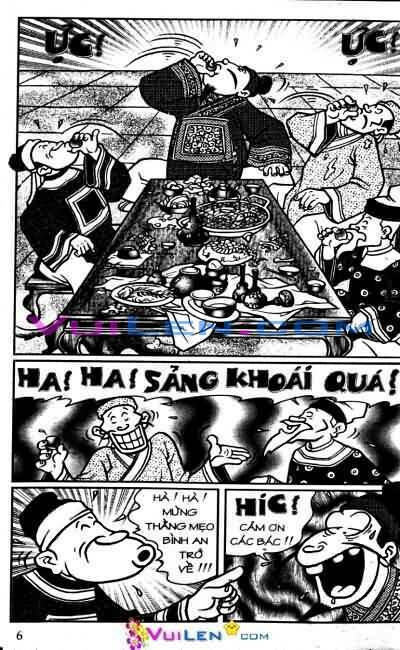 ỰC!
ỰC!
VuiLen.com
HA! HA! SẢNG KHOÁI QUÁ!
HÀ! HÀ!
MỪNG
THẰNG MẸO
BÌNH AN
TRỞ
VỀ!!!
HÍC!
CẢM ƠN
CÁC BÁC!!
6
VuiLen.com